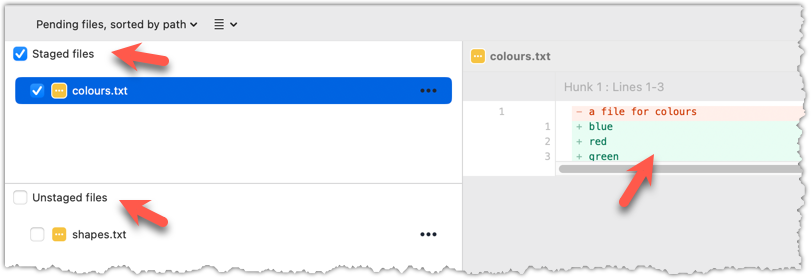 Pending files, sorted by path
Staged files
colours.txt
Unstaged files
shapes.txt
colours.txt
Hunk 1 : Lines 1-3
1 - a file for colours
1 + blue
2 + red
3 + green